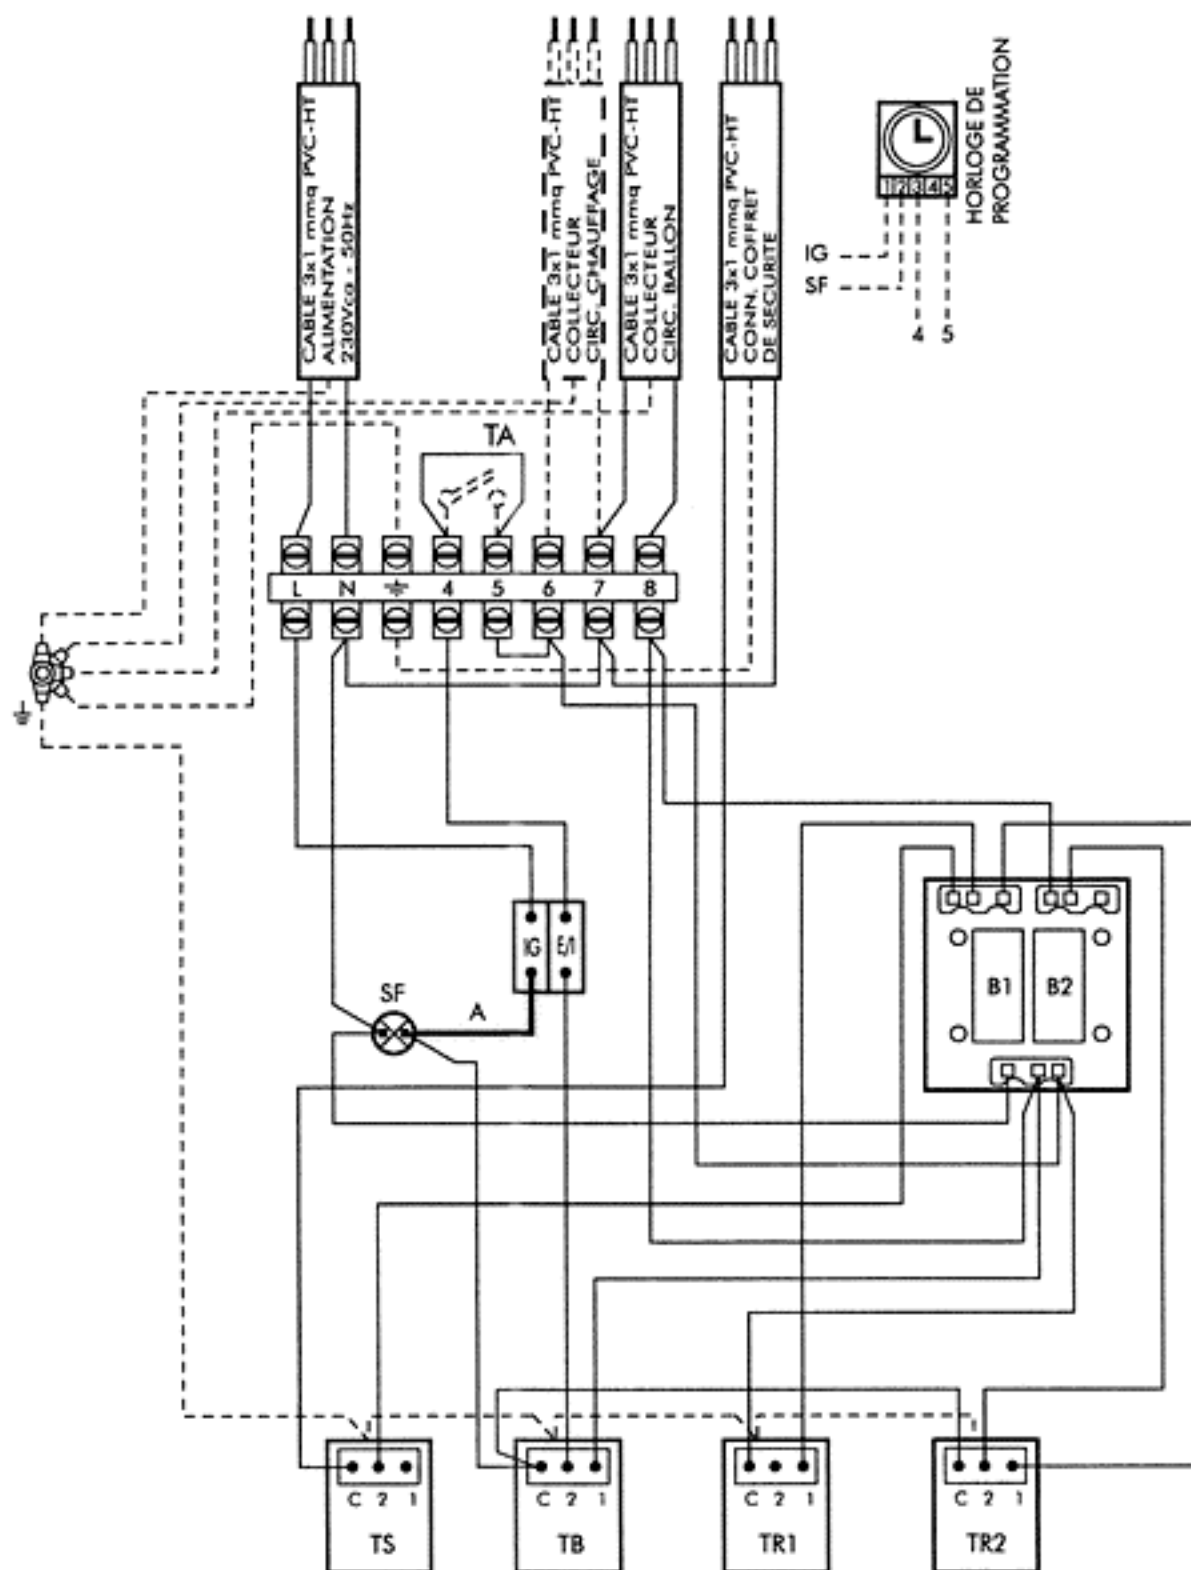 CABLE 3x1 mmq PVC-HT
ALIMENTATION
230Vca - 50Hz
CABLE 3x1 mmq PVC-HT
COLLECTEUR
CIRC. CHAUFFAGE
CABLE 3x1 mmq PVC-HT
COLLECTEUR
CIRC. BALLON
CABLE 3x1 mmq PVC-HT
CONN. COFFRET
DE SECURITE
HORLOGE DE
PROGRAMMATION
1 2 3 4 5
IG
SF
4 5
TA
L N 4 5 6 7 8
IG E/I
SF A
B1 B2
C 2 1
TS
C 2 1
TB
C 2 1
TR1
C 2 1
TR2